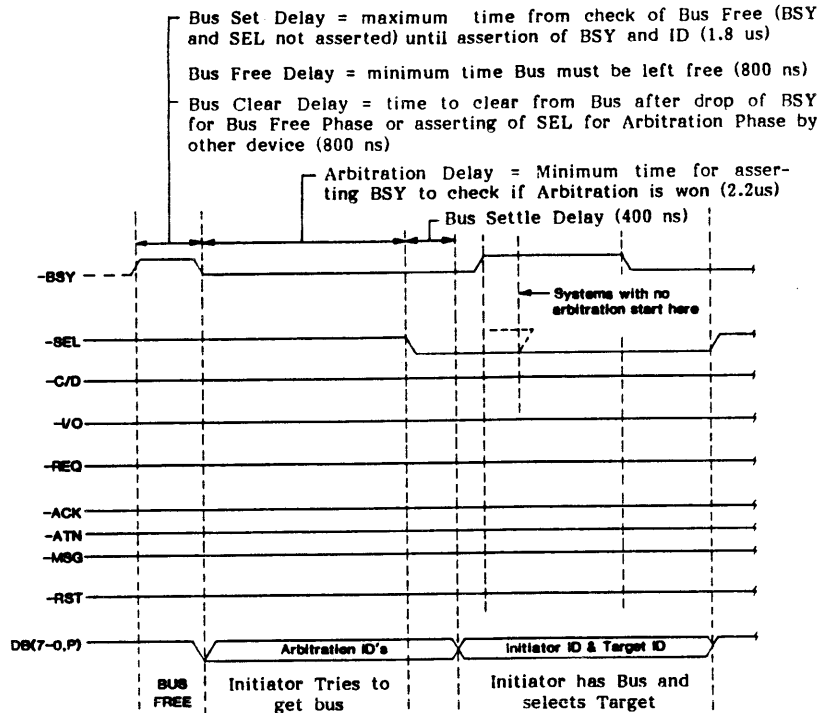 Bus Set Delay = maximum time from check of Bus Free (BSY
and SEL not asserted) until assertion of BSY and ID (1.8 us)
Bus Free Delay = minimum time Bus must be left free (800 ns)
Bus Clear Delay = time to clear from Bus after drop of BSY
for Bus Free Phase or asserting of SEL for Arbitration Phase by
other device (800 ns)
Arbitration Delay = Minimum time for asser-
ting BSY to check if Arbitration is won (2.2us)
Bus Settle Delay (400 ns)
-BSY
Systems with no
arbitration start here
-SEL
-C/D
-I/O
-REQ
-ACK
-ATN
-MSG
-RST
DB(7-0,P)
Arbitration ID's
Initiator ID & Target ID
BUS
FREE
Initiator Tries to
get bus
Initiator has Bus and
selects Target